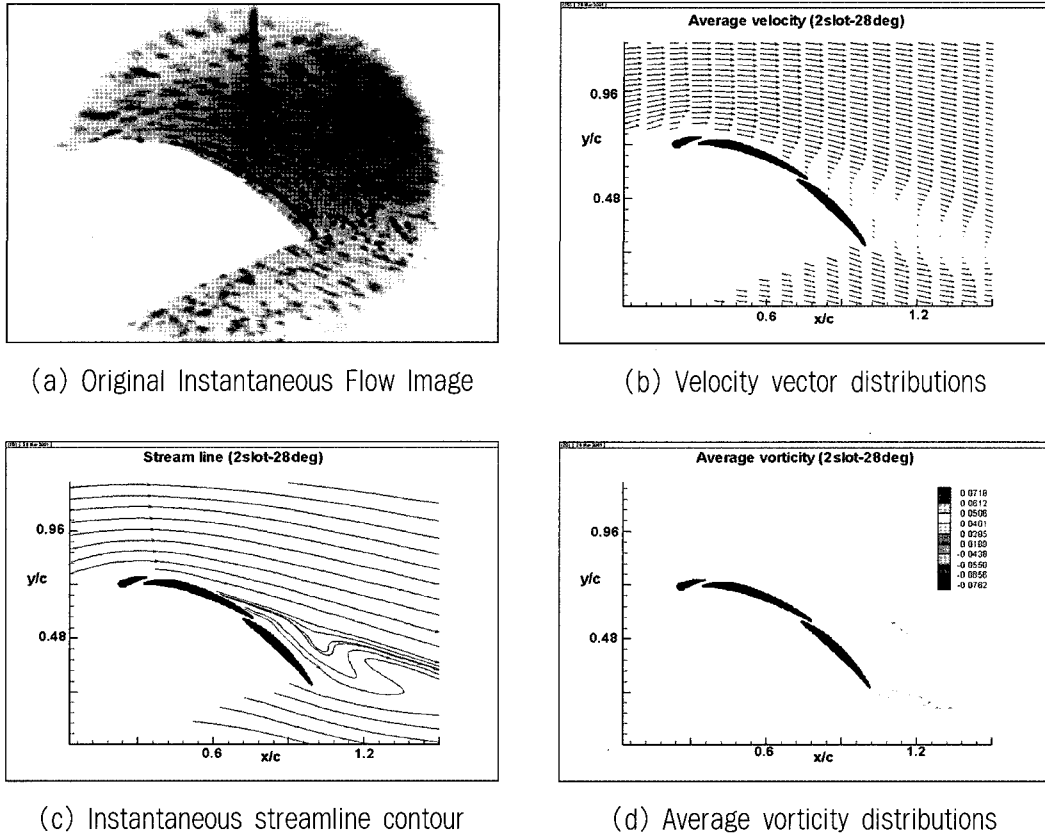 Average velocity (2slot-28deg)
0.96
y/c
0.48
0.6
1.2
x/c
(a) Original Instantaneous Flow Image
(b) Velocity vector distributions
Stream line (2slot-28deg)
0.96
y/c
0.48
0.6
1.2
x/c
Average vorticity (2slot-28deg)
0.0718
0.0612
0.0506
0.0401
0.0295
0.0189
-0.0438
-0.0550
-0.0656
-0.0762
0.96
y/c
0.48
0.6
1.2
x/c
(c) Instantaneous streamline contour
(d) Average vorticity distributions